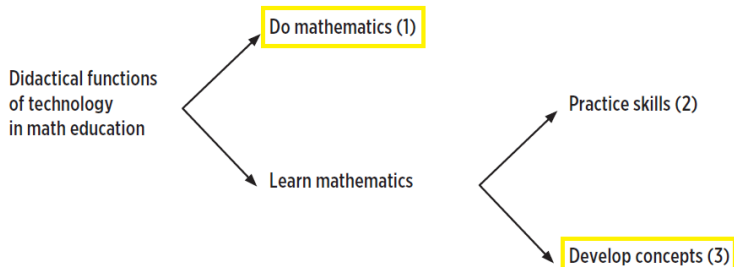 Do mathematics (1)
Didactical functions
of technology
in math education
Practice skills (2)
Learn mathematics
Develop concepts (3)